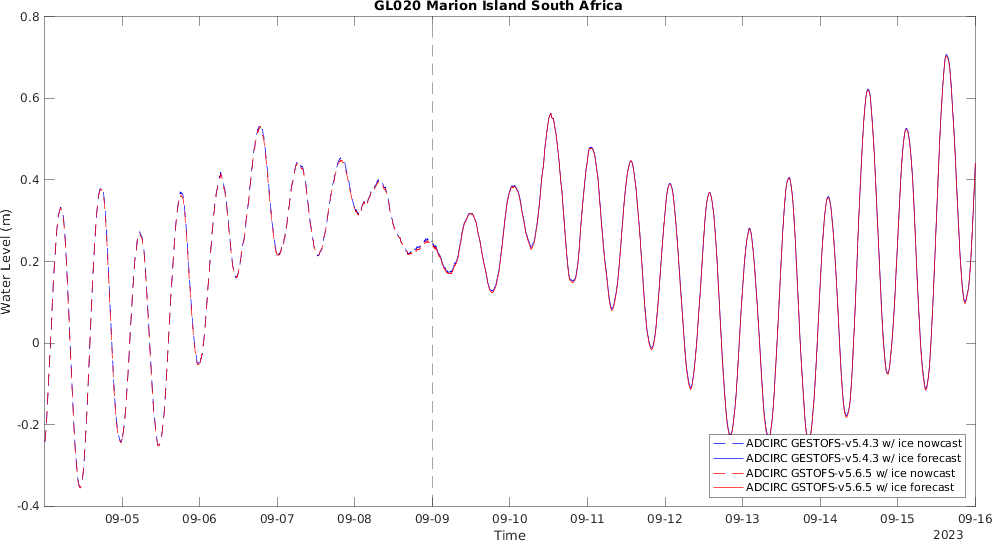 GL020 Marion Island South Africa
0.8
0.6
0.4
0.2
0
-0.2
-0.4
Water Level (m)
ADCIRC GESTOFS-v5.4.3 w/ ice nowcast
ADCIRC GESTOFS-v5.4.3 w/ ice forecast
ADCIRC GSTOFS-v5.6.5 w/ ice nowcast
ADCIRC GSTOFS-v5.6.5 w/ ice forecast
09-05 09-06 09-07 09-08 09-09 09-10 09-11 09-12 09-13 09-14 09-15 09-16
Time
2023